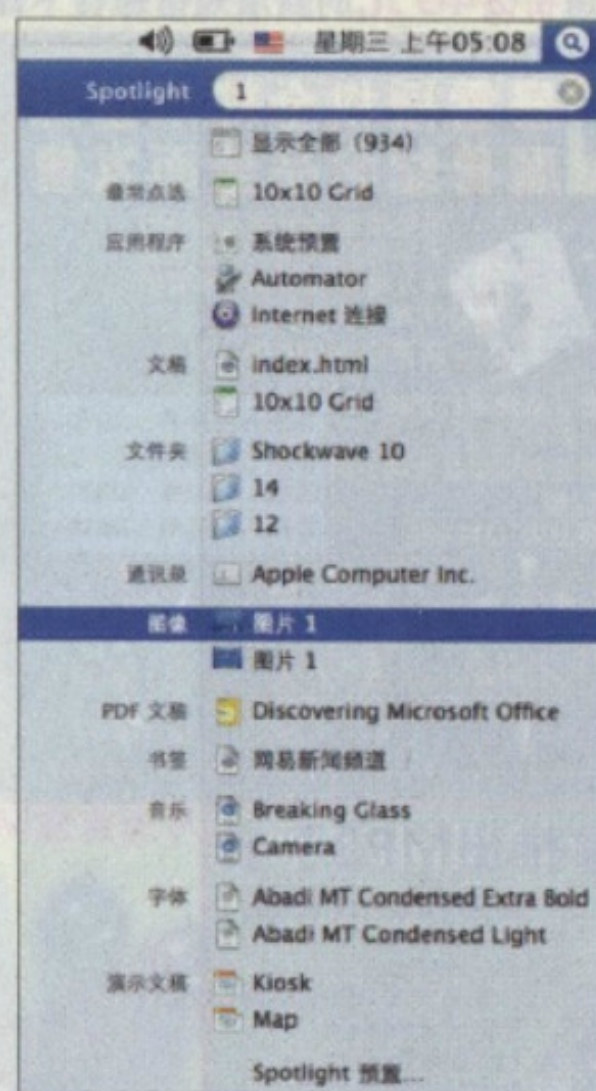 星期三 上午05:08
Spotlight 1
显示全部 (934)
最常点选 10x10 Grid
应用程序 系统预置
Automator
Internet 连接
文稿 index.html
10x10 Grid
文件夹 Shockwave 10
14
12
通讯录 Apple Computer Inc.
图像 图片 1
图片 1
PDF 文稿 Discovering Microsoft Office
书签 网易新闻频道
音乐 Breaking Glass
Camera
字体 Abadi MT Condensed Extra Bold
Abadi MT Condensed Light
演示文稿 Kiosk
Map
Spotlight 预置...